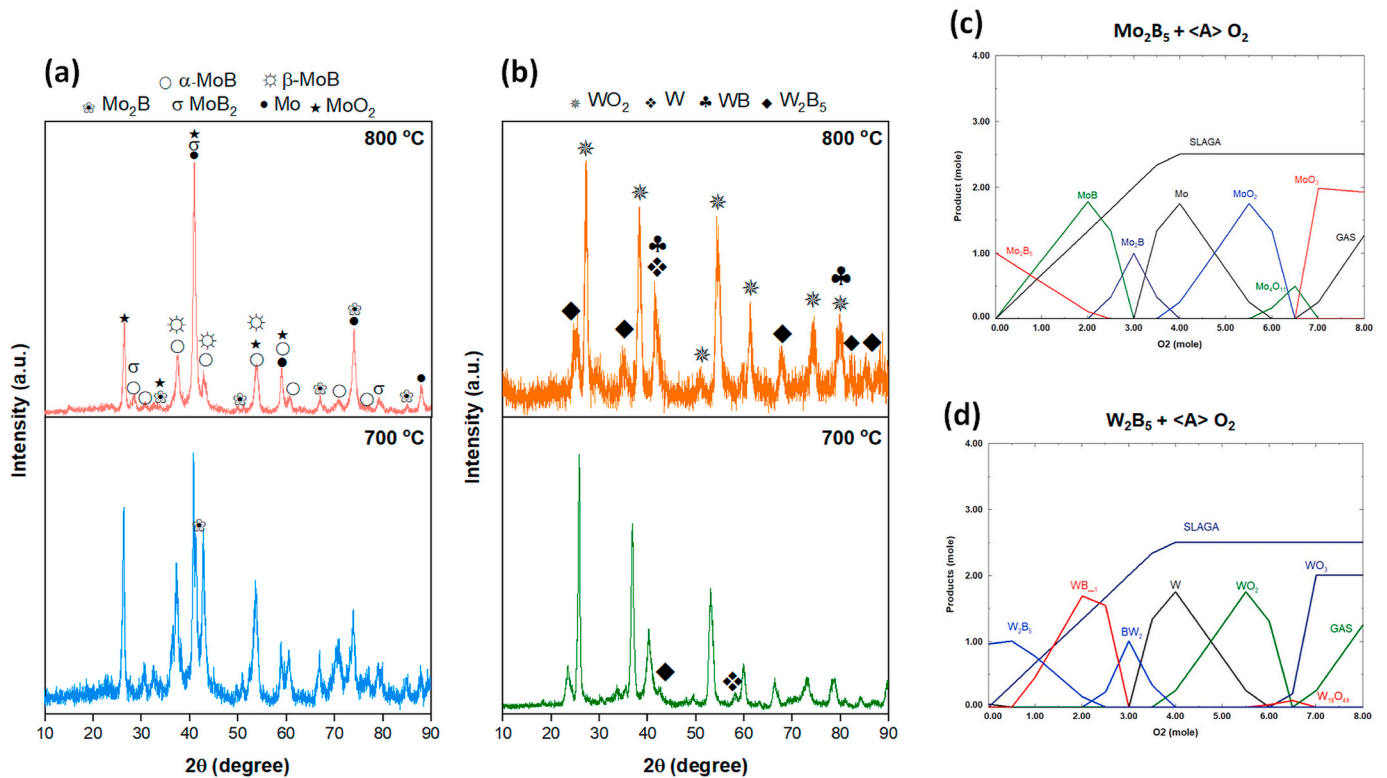 (a)
○ α-MoB ☼ β-MoB
❀ Mo₂B σ MoB₂ ● Mo ★ MoO₂
800 °C
700 °C
Intensity (a.u.)
10 20 30 40 50 60 70 80 90
2θ (degree)
(b)
✵ WO₂ ❖ W ♣ WB ◆ W₂B₅
800 °C
700 °C
Intensity (a.u.)
10 20 30 40 50 60 70 80 90
2θ (degree)
(c)
Mo₂B₅ + <A> O₂
4.00
3.00
2.00
1.00
0.00
Product (mole)
SLAGA
MoO₃
MoB
Mo
MoO₂
Mo₂B
Mo₂B₅
GAS
Mo₄O₁₁
0.00 1.00 2.00 3.00 4.00 5.00 6.00 7.00 8.00
O2 (mole)
(d)
W₂B₅ + <A> O₂
4.00
3.00
2.00
1.00
0.00
Products (mole)
SLAGA
WO₃
WB_1
W
WO₂
W₂B₅
BW₂
GAS
W₁₈O₄₉
0.00 1.00 2.00 3.00 4.00 5.00 6.00 7.00 8.00
O2 (mole)